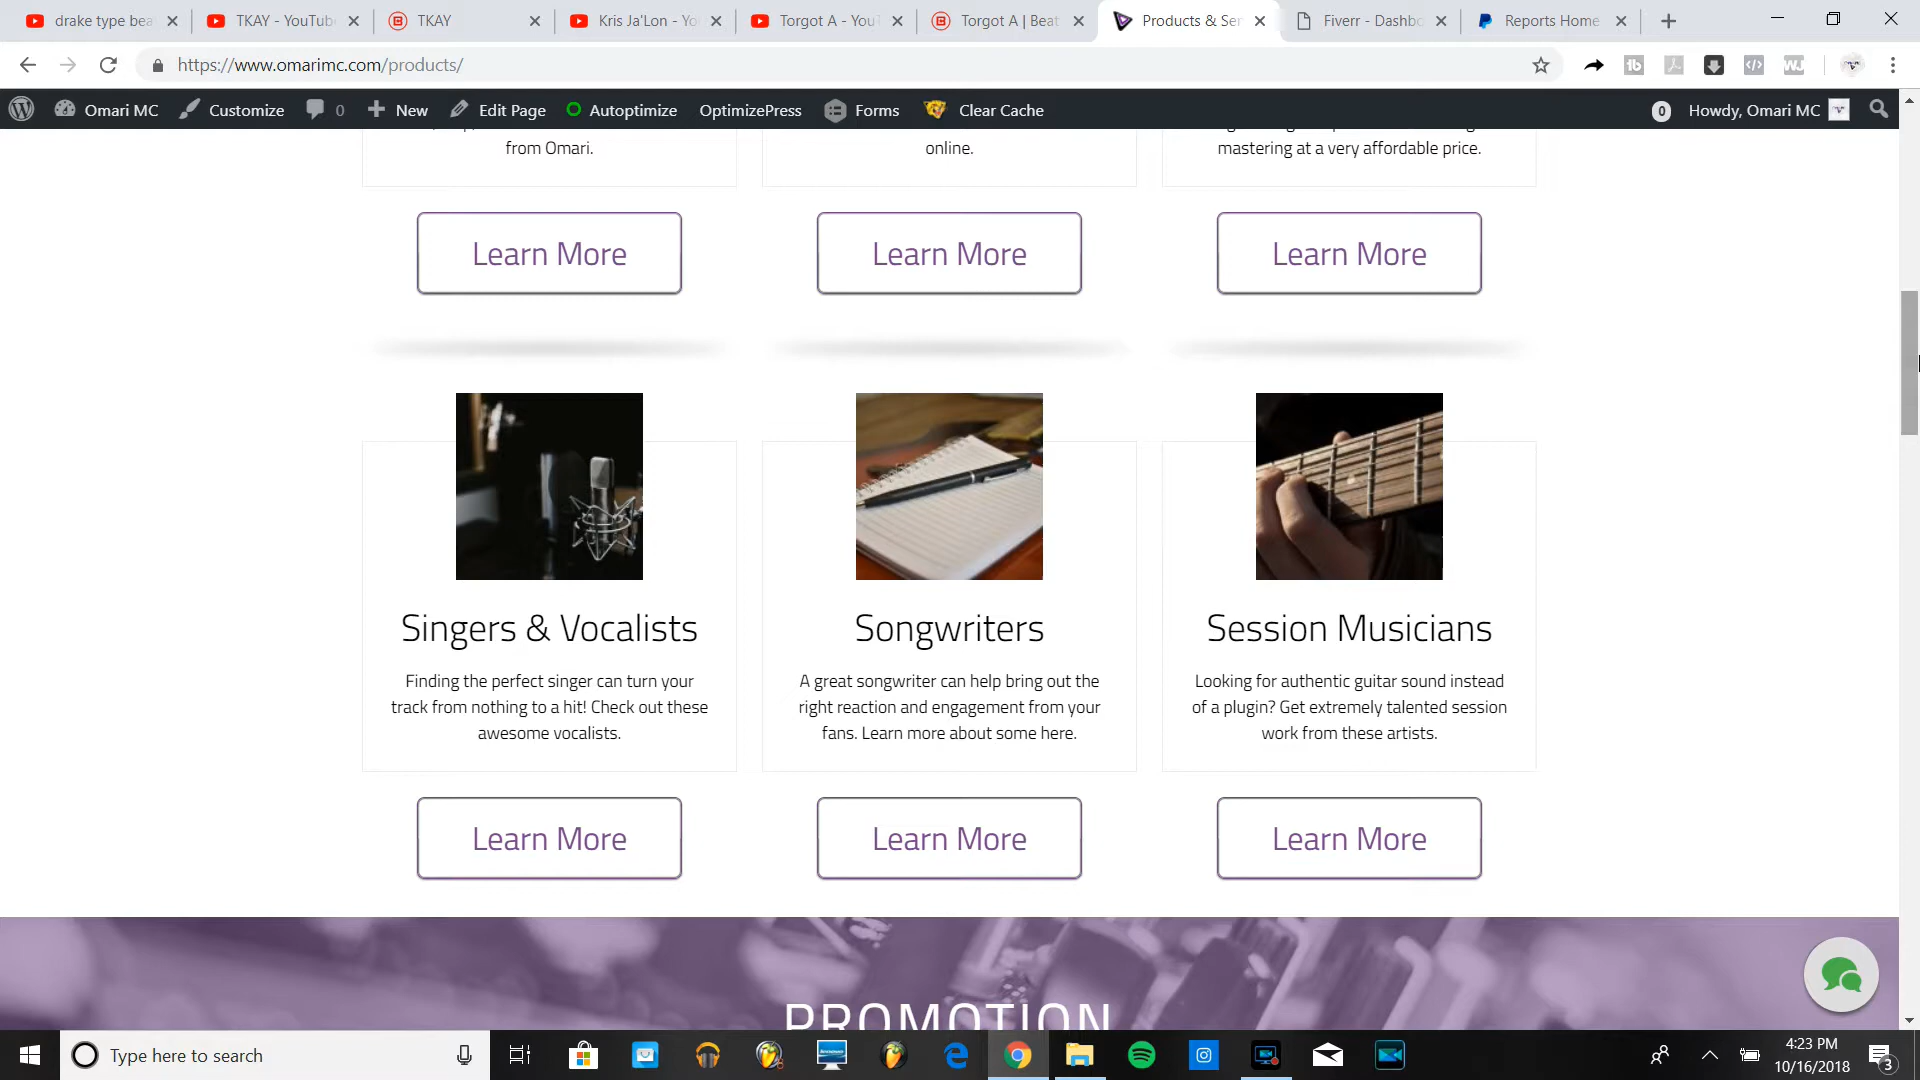 drake type bea
TKAY - YouTub
TKAY
Kris Ja'Lon - Yo
Torgot A - YouT
Torgot A | Beat
Products & Ser
Fiverr - Dashbo
Reports Home
https://www.omarimc.com/products/
Omari MC
Customize
0
New
Edit Page
Autoptimize
OptimizePress
Forms
Clear Cache
0
Howdy, Omari MC
from Omari.
online.
mastering at a very affordable price.
Learn More
Learn More
Learn More
Singers & Vocalists
Finding the perfect singer can turn your
track from nothing to a hit! Check out these
awesome vocalists.
Songwriters
A great songwriter can help bring out the
right reaction and engagement from your
fans. Learn more about some here.
Session Musicians
Looking for authentic guitar sound instead
of a plugin? Get extremely talented session
work from these artists.
Learn More
Learn More
Learn More
PROMOTION
Type here to search
4:23 PM
10/16/2018
3